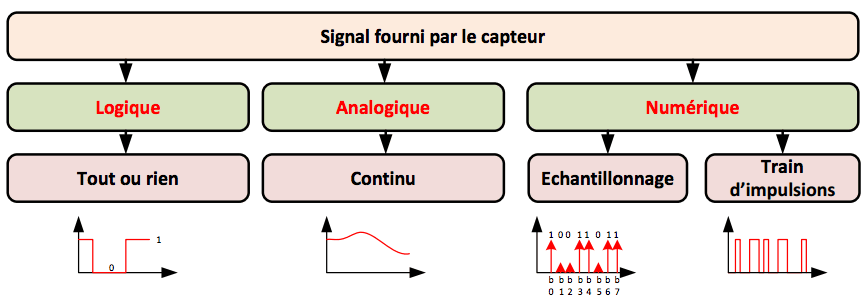 Signal fourni par le capteur
Logique
Analogique
Numérique
Tout ou rien
Continu
Echantillonnage
Train
d’impulsions
1
0
1 0 0 1 1 0 1 1
b b b b b b b b
0 1 2 3 4 5 6 7